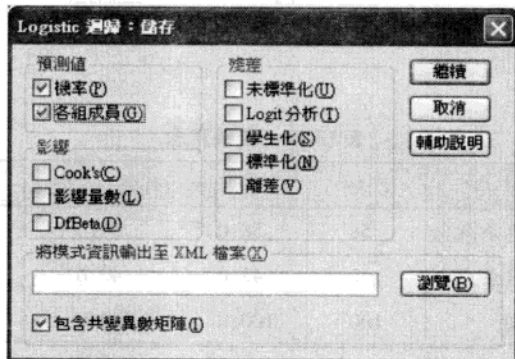 Logistic 迴歸：儲存
預測值
機率(P)
各組成員(G)
影響
Cook's(C)
影響量數(L)
DfBeta(D)
殘差
未標準化(U)
Logit 分析(T)
學生化(S)
標準化(N)
離差(V)
繼續
取消
輔助說明
將模式資訊輸出至 XML 檔案(X)
瀏覽(B)
包含共變異數矩陣(I)